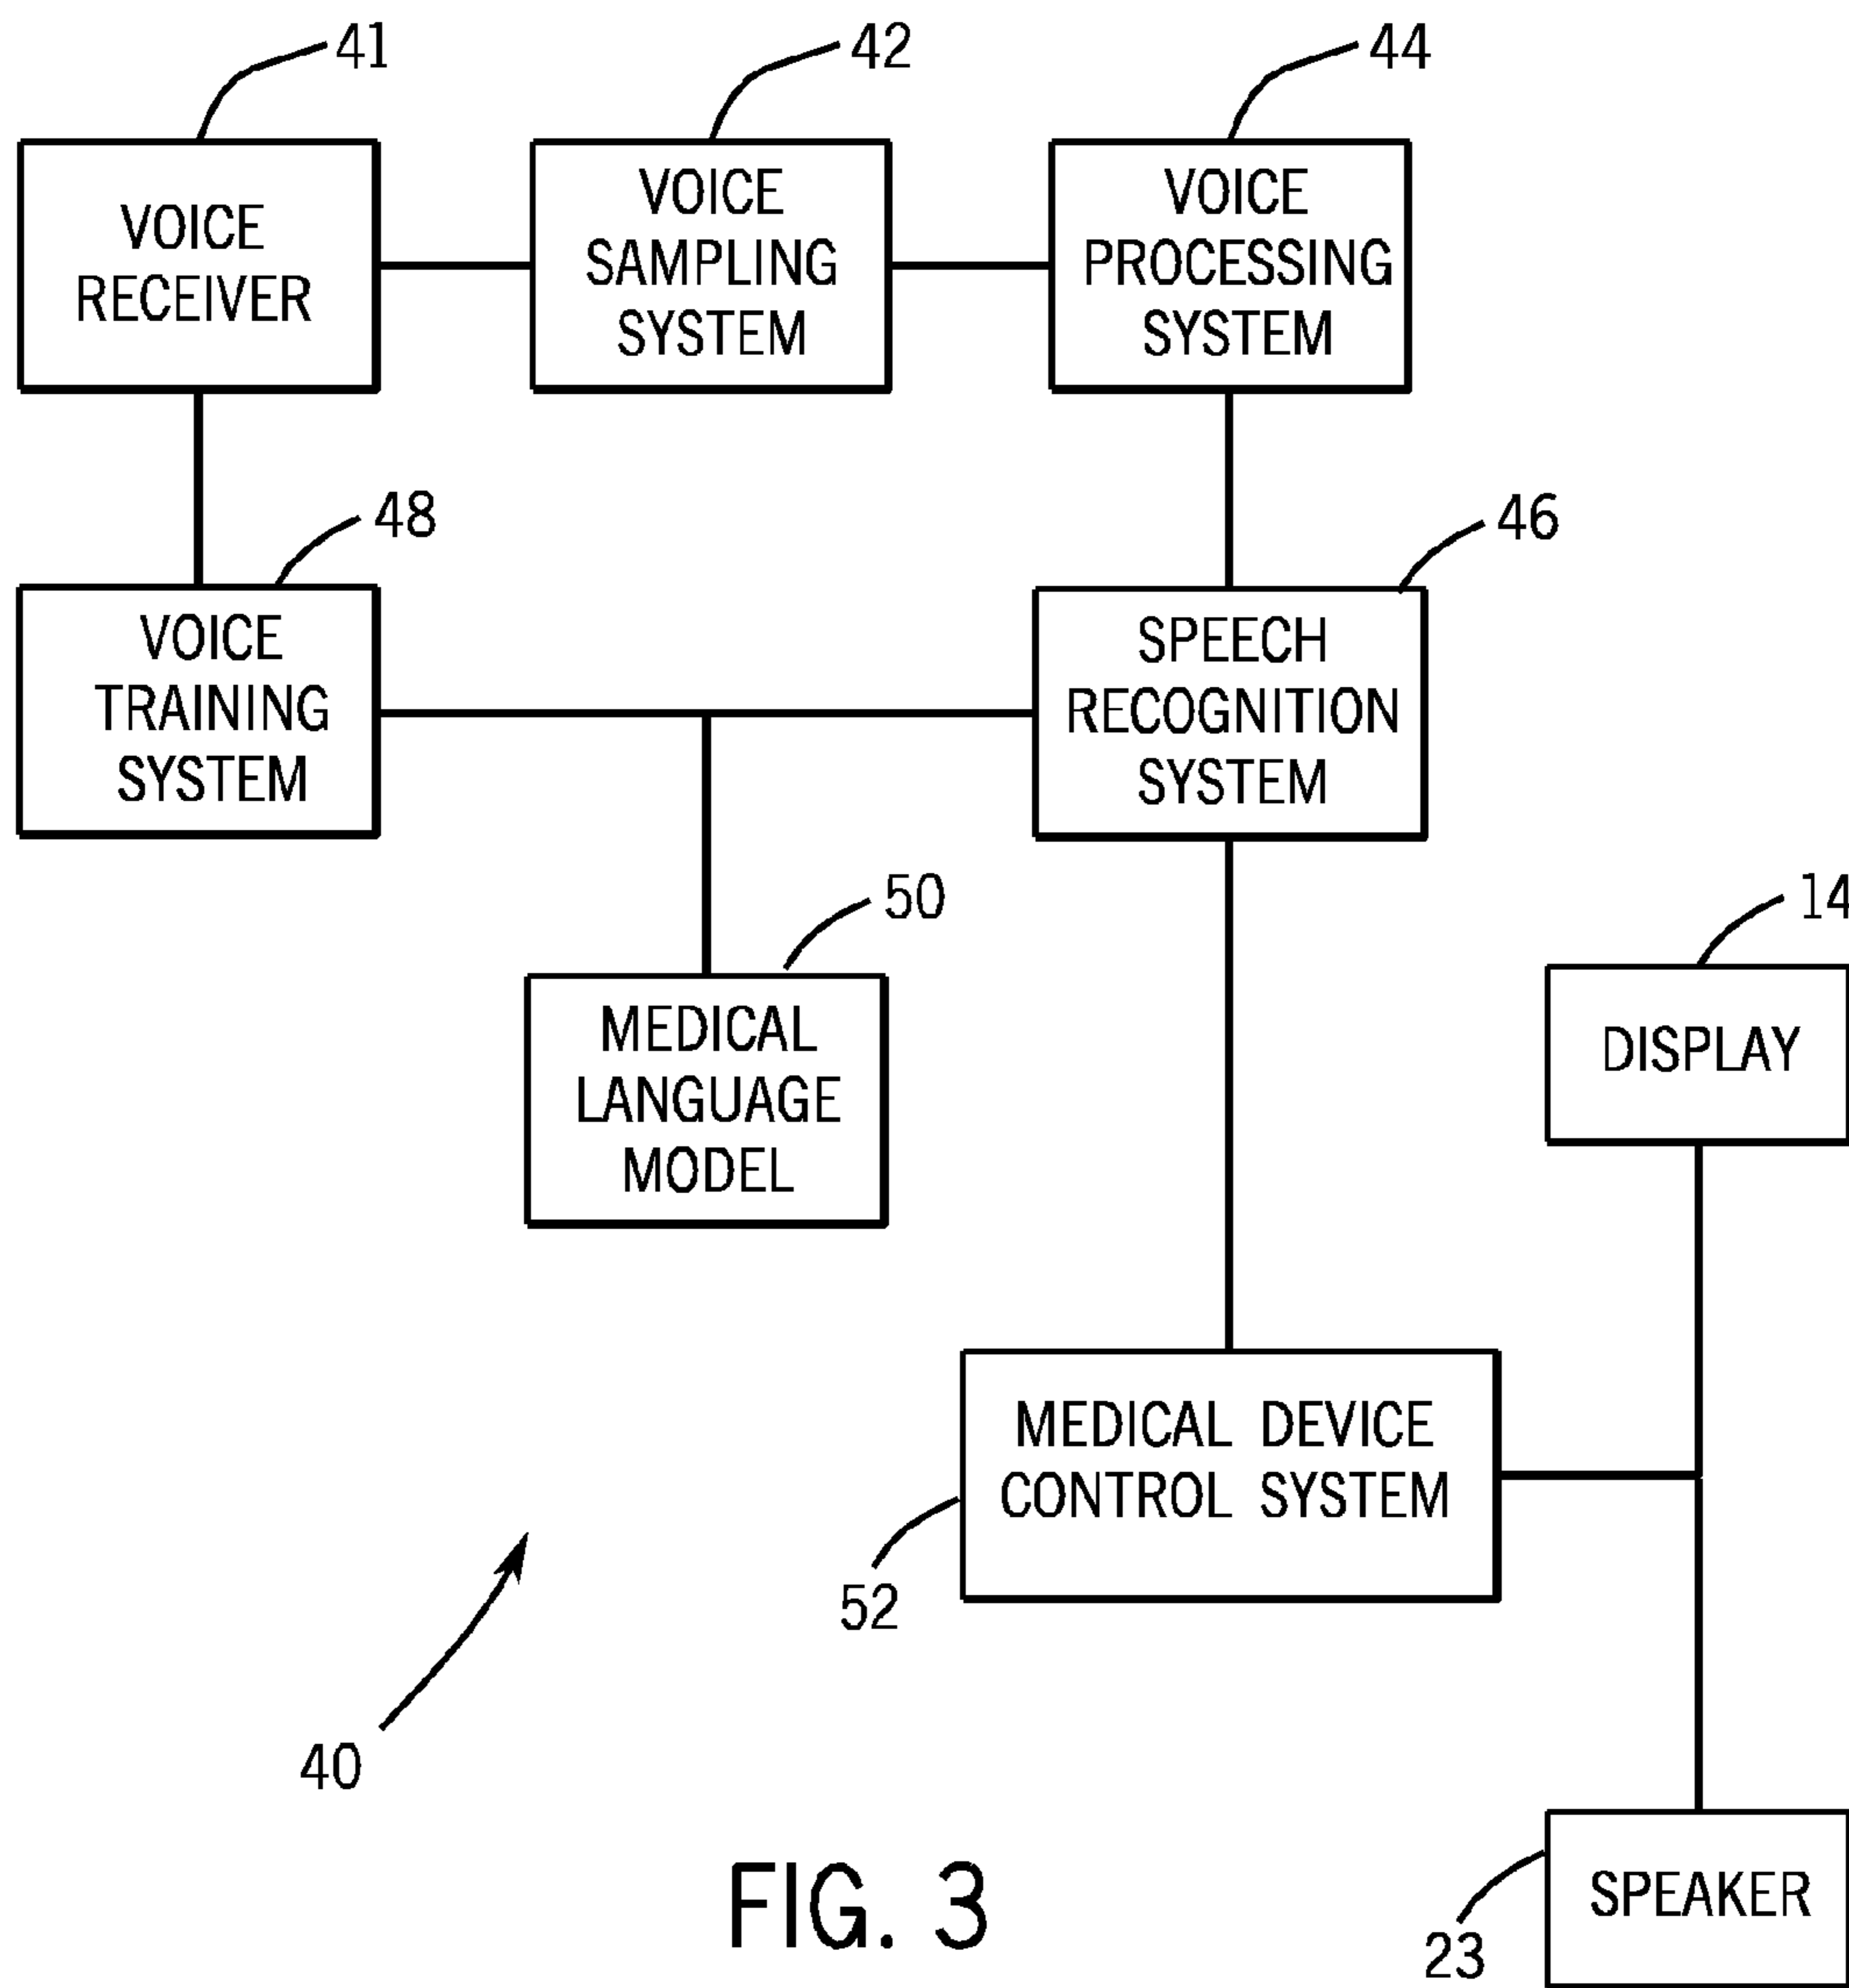 41
42
44
VOICE
RECEIVER
VOICE
SAMPLING
SYSTEM
VOICE
PROCESSING
SYSTEM
48
46
VOICE
TRAINING
SYSTEM
SPEECH
RECOGNITION
SYSTEM
50
14
MEDICAL
LANGUAGE
MODEL
DISPLAY
MEDICAL DEVICE
CONTROL SYSTEM
52
40
SPEAKER
23
FIG. 3